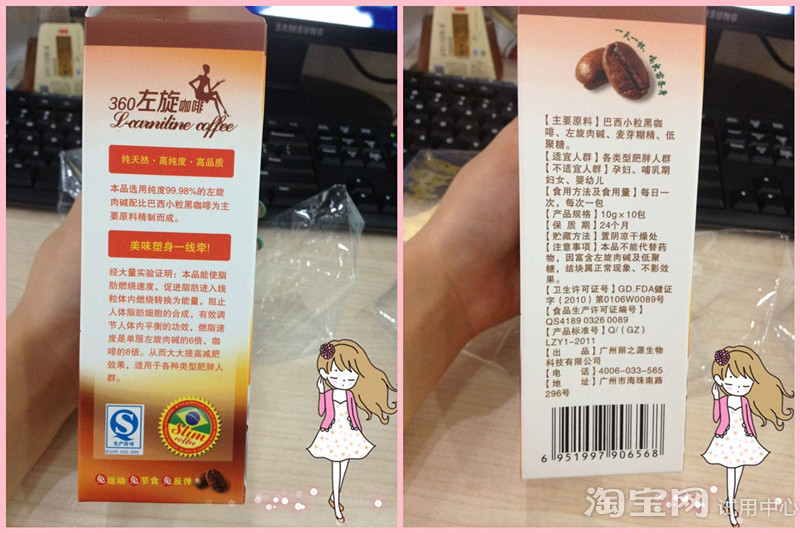 SAMSUNG
360左旋咖啡
L-carnitine coffee
纯天然·高纯度·高品质
本品选用纯度99.98%的左旋
肉碱配比巴西小粒黑咖啡为主
要原料精制而成。
美味塑身一线牵!
经大量实验证明：本品能使脂
肪燃烧速度、促进脂肪进入线
粒体内燃烧转换为能量，阻止
人体脂肪细胞的合成，有效调
节人体内平衡的功效，燃脂速
度是单服左旋肉碱的6倍、咖
啡的8倍。从而大大提高减肥
效果，适用于各种类型肥胖人
群。
生产许可
Slim
coffee
免运动 免节食 免反弹
SAMSUNG
【主要原料】巴西小粒黑咖
啡、左旋肉碱、麦芽糊精、低
聚糖。
【适宜人群】各类型肥胖人群
【不适宜人群】孕妇、哺乳期
妇女、婴幼儿
【食用方法及食用量】每日一
次，每次一包
【产品规格】10g×10包
【保 质 期】24个月
【贮藏方法】置阴凉干燥处
【注意事项】本品不能代替药
物，因富含左旋肉碱及低聚
糖，结块属正常现象、不影效
果。
【卫生许可证号】GD.FDA健证
字（2010）第0106W0089号
【食品生产许可证编号】
QS4189 0326 0089
【产品标准号】Q/（GZ）
LZY1-2011
【出 品】广州丽之源生物
科技有限公司
【电 话】4006-033-565
【地 址】广州市海珠南路
296号
6 951997 906568
淘宝网 试用中心